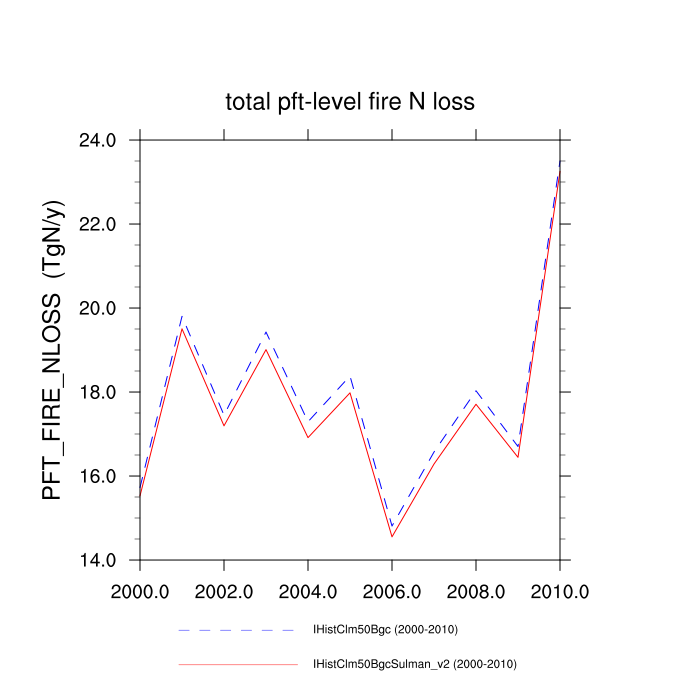 total pft-level fire N loss
PFT_FIRE_NLOSS (TgN/y)
24.0
22.0
20.0
18.0
16.0
14.0
2000.0 2002.0 2004.0 2006.0 2008.0 2010.0
IHistClm50Bgc (2000-2010)
IHistClm50BgcSulman_v2 (2000-2010)